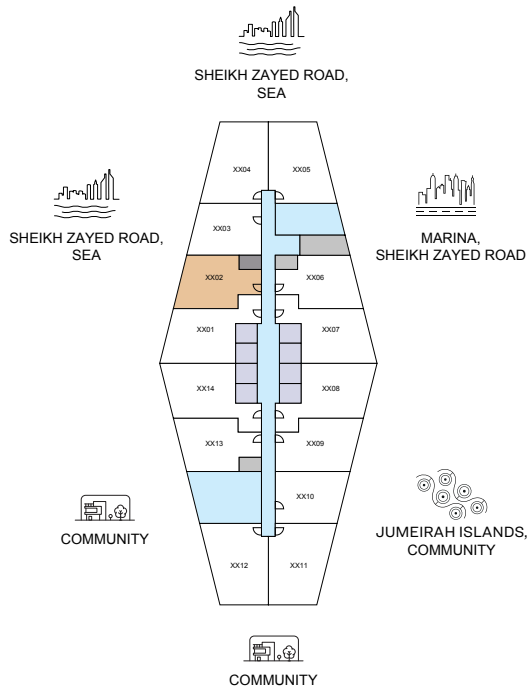 SHEIKH ZAYED ROAD,
SEA
XX04
XX05
SHEIKH ZAYED ROAD,
SEA
MARINA,
SHEIKH ZAYED ROAD
XX03
XX02
XX06
XX01
XX07
XX14
XX08
XX13
XX09
XX10
COMMUNITY
JUMEIRAH ISLANDS,
COMMUNITY
XX12
XX11
COMMUNITY